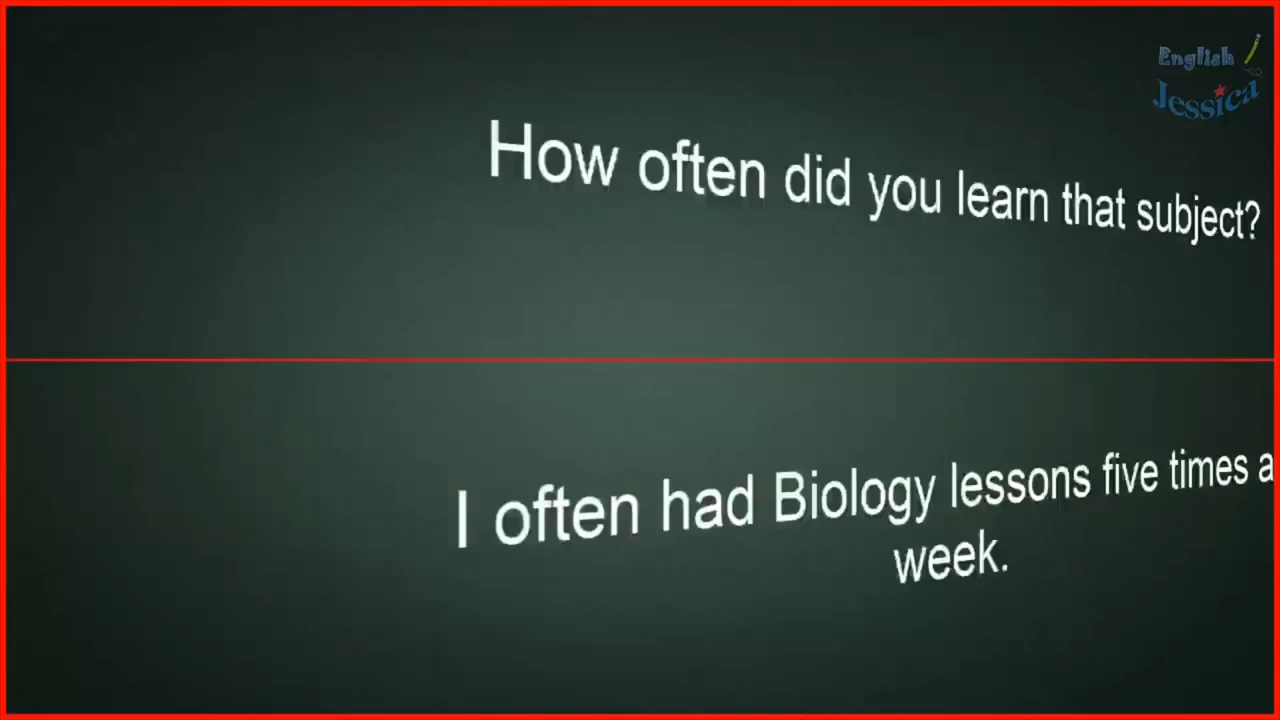 English
Jessica
How often did you learn that subject?
I often had Biology lessons five times a
week.